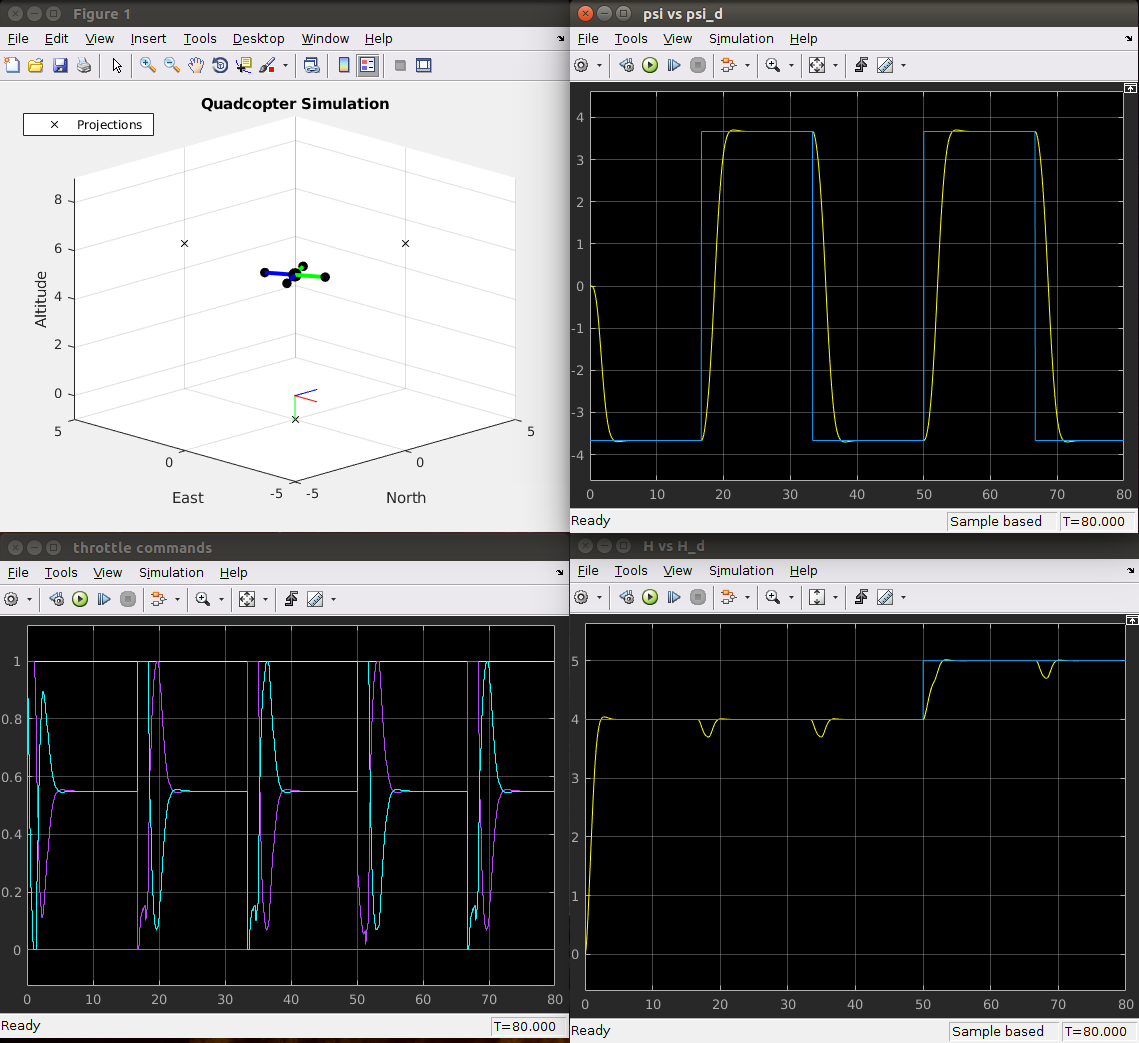 Figure 1
File Edit View Insert Tools Desktop Window Help
Quadcopter Simulation
Projections
Altitude
8
6
4
2
0
5
0
-5
East
-5
0
5
North
psi vs psi_d
File Tools View Simulation Help
4
3
2
1
0
-1
-2
-3
-4
0 10 20 30 40 50 60 70 80
Ready
Sample based
T=80.000
throttle commands
File Tools View Simulation Help
1
0.8
0.6
0.4
0.2
0
0 10 20 30 40 50 60 70 80
Ready
T=80.000
H vs H_d
File Tools View Simulation Help
5
4
3
2
1
0
0 10 20 30 40 50 60 70 80
Ready
Sample based
T=80.000